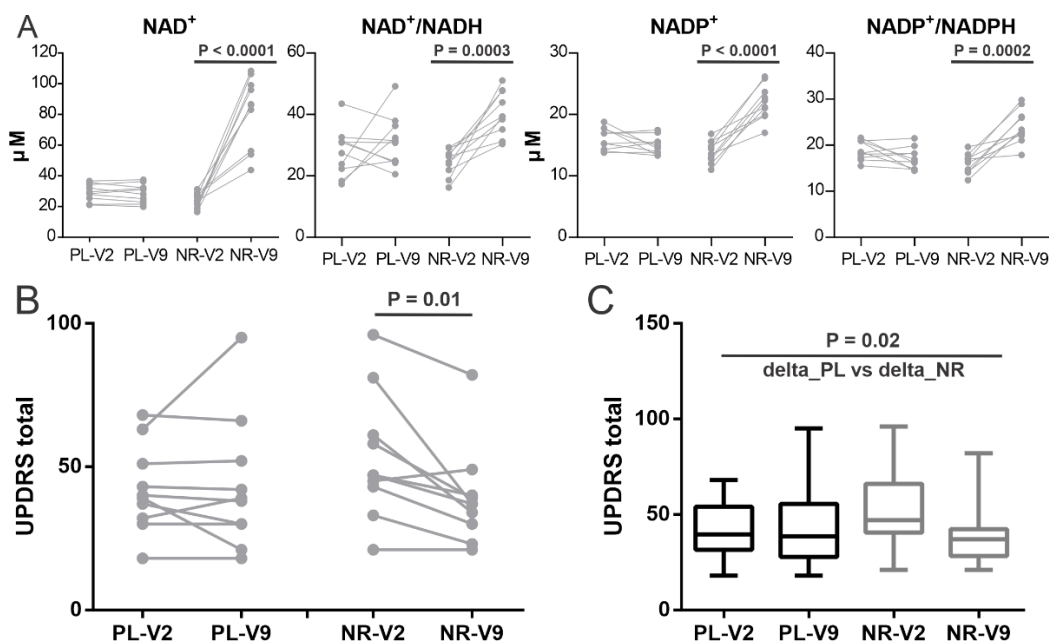 A
NAD⁺
NAD⁺/NADH
NADP⁺
NADP⁺/NADPH
P < 0.0001
P = 0.0003
P < 0.0001
P = 0.0002
µM
120
100
80
60
40
20
0
PL-V2 PL-V9 NR-V2 NR-V9
60
40
20
0
PL-V2 PL-V9 NR-V2 NR-V9
µM
30
20
10
0
PL-V2 PL-V9 NR-V2 NR-V9
40
30
20
10
0
PL-V2 PL-V9 NR-V2 NR-V9
B
P = 0.01
UPDRS total
100
50
0
PL-V2 PL-V9 NR-V2 NR-V9
C
P = 0.02
delta_PL vs delta_NR
UPDRS total
150
100
50
0
PL-V2 PL-V9 NR-V2 NR-V9